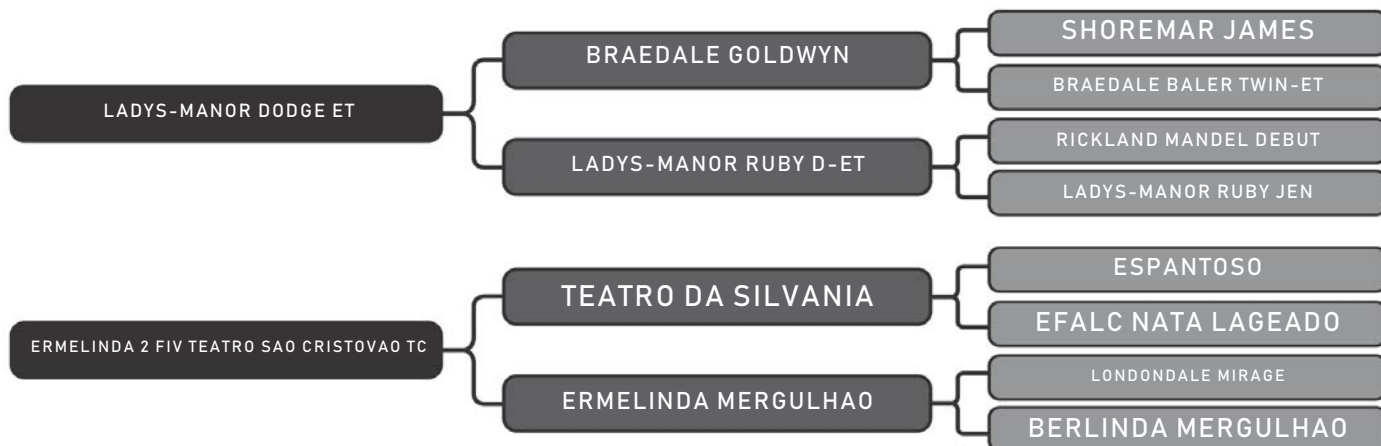 SHOREMAR JAMES
BRAEDALE GOLDWYN
BRAEDALE BALER TWIN-ET
LADYS-MANOR DODGE ET
RICKLAND MANDEL DEBUT
LADYS-MANOR RUBY D-ET
LADYS-MANOR RUBY JEN
ESPANTOSO
TEATRO DA SILVANIA
EFALC NATA LAGEADO
ERMELINDA 2 FIV TEATRO SAO CRISTOVAO TC
LONDONDALE MIRAGE
ERMELINDA MERGULHAO
BERLINDA MERGULHAO